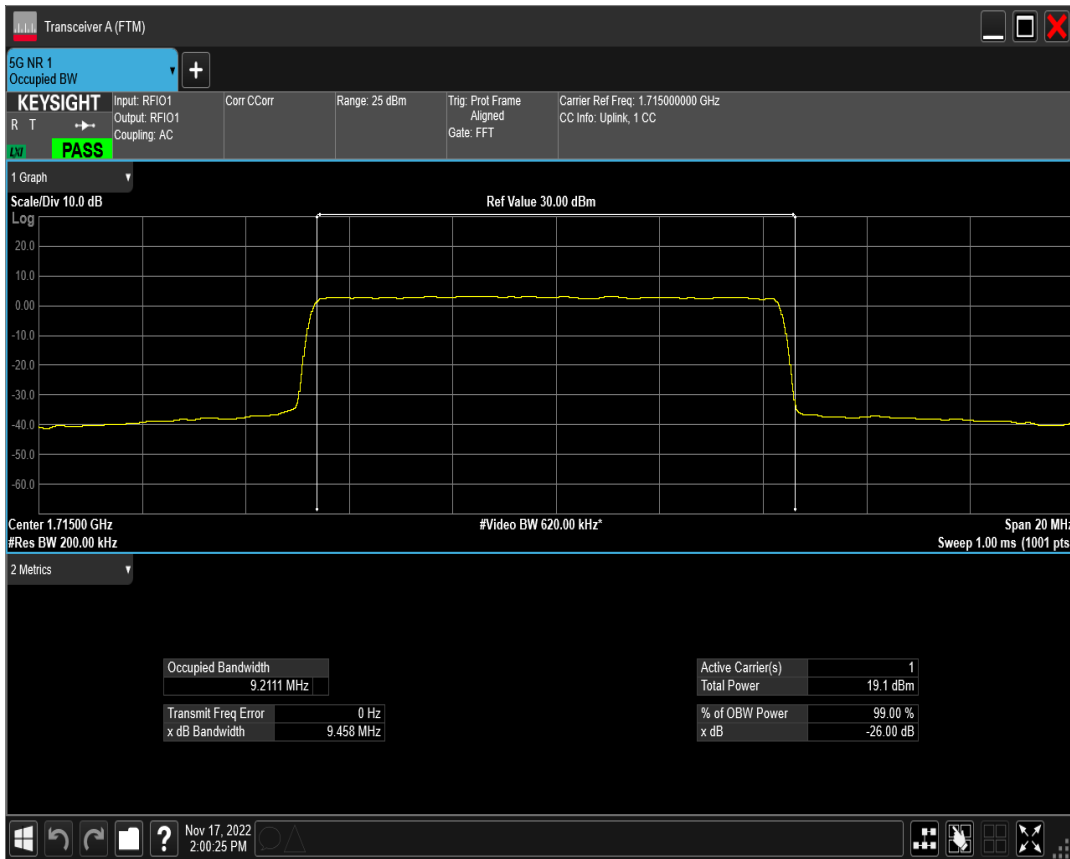 Transceiver A (FTM)
5G NR 1
Occupied BW
+
KEYSIGHT
R T
LXI
PASS
Input: RFIO1
Output: RFIO1
Coupling: AC
Corr CCorr
Range: 25 dBm
Trig: Prot Frame
Aligned
Gate: FFT
Carrier Ref Freq: 1.715000000 GHz
CC Info: Uplink, 1 CC
1 Graph
Scale/Div 10.0 dB
Ref Value 30.00 dBm
Log
20.0
10.0
0.00
-10.0
-20.0
-30.0
-40.0
-50.0
-60.0
Center 1.71500 GHz
#Video BW 620.00 kHz*
Span 20 MHz
#Res BW 200.00 kHz
Sweep 1.00 ms (1001 pts
2 Metrics
Occupied Bandwidth
9.2111 MHz
Transmit Freq Error 0 Hz
x dB Bandwidth 9.458 MHz
Active Carrier(s) 1
Total Power 19.1 dBm
% of OBW Power 99.00 %
x dB -26.00 dB
?
Nov 17, 2022
2:00:25 PM